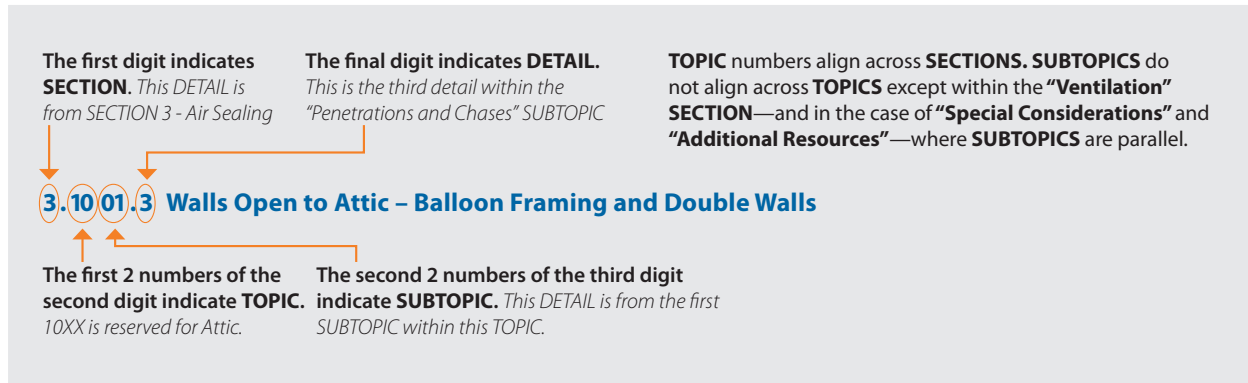 The first digit indicates
SECTION. This DETAIL is
from SECTION 3 - Air Sealing
The final digit indicates DETAIL.
This is the third detail within the
“Penetrations and Chases” SUBTOPIC
TOPIC numbers align across SECTIONS. SUBTOPICS do
not align across TOPICS except within the “Ventilation”
SECTION—and in the case of “Special Considerations” and
“Additional Resources”—where SUBTOPICS are parallel.
3.1001.3 Walls Open to Attic – Balloon Framing and Double Walls
The first 2 numbers of the
second digit indicate TOPIC.
10XX is reserved for Attic.
The second 2 numbers of the third digit
indicate SUBTOPIC. This DETAIL is from the first
SUBTOPIC within this TOPIC.